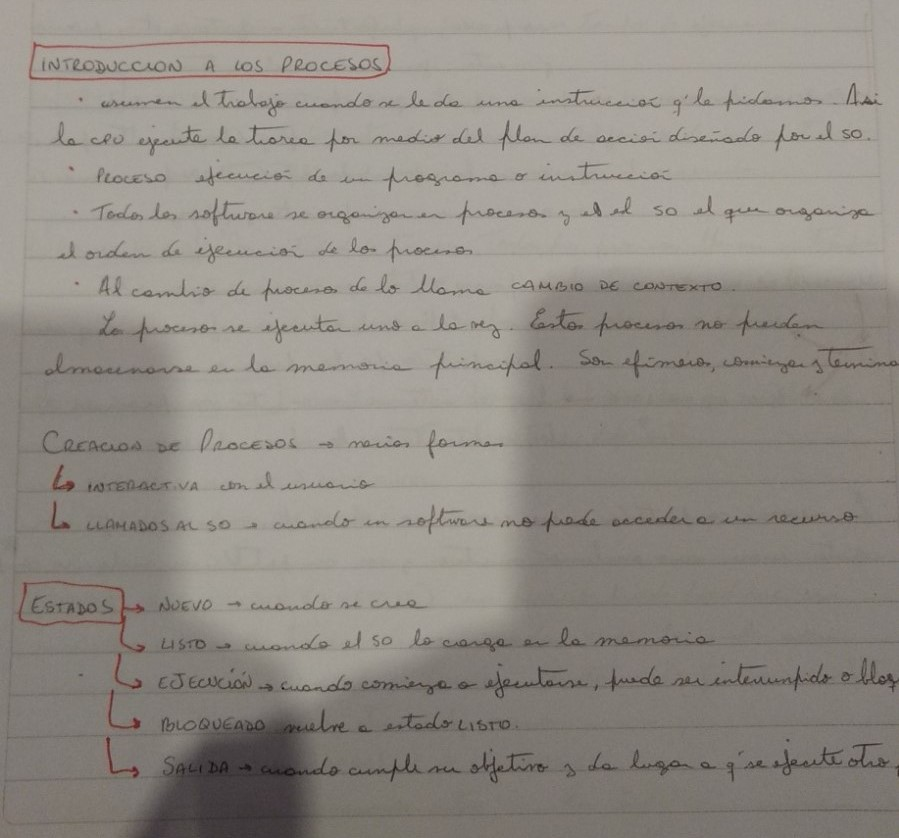 INTRODUCCION A LOS PROCESOS
· asumen el trabajo cuando se le da una instrucción q' le pidamos. Asi
la CPU ejecuta la tarea por medio del plan de acción diseñado por el SO.
· PROCESO ejecución de un programa o instrucción
· Todos los software se organizan en procesos y es el SO el que organiza
el orden de ejecución de los procesos
· Al cambio de procesos se lo llama CAMBIO DE CONTEXTO.
Los procesos se ejecutan uno a la vez. Estos procesos no pueden
almacenarse en la memoria principal. Son efimeros, comienzan y termina
CREACION DE PROCESOS → varias formas
↳ INTERACTIVA con el usuario
↳ LLAMADOS AL SO → cuando un software no puede acceder a un recurso
ESTADOS → NUEVO → cuando se crea
↳ LISTO → cuando el SO lo carga en la memoria
↳ EJECUCIÓN → cuando comienza a ejecutarse, puede ser interrumpido o bloq
↳ BLOQUEADO vuelve a estado LISTO.
↳ SALIDA → cuando cumple su objetivo y da lugar a q' se ejecute otro.